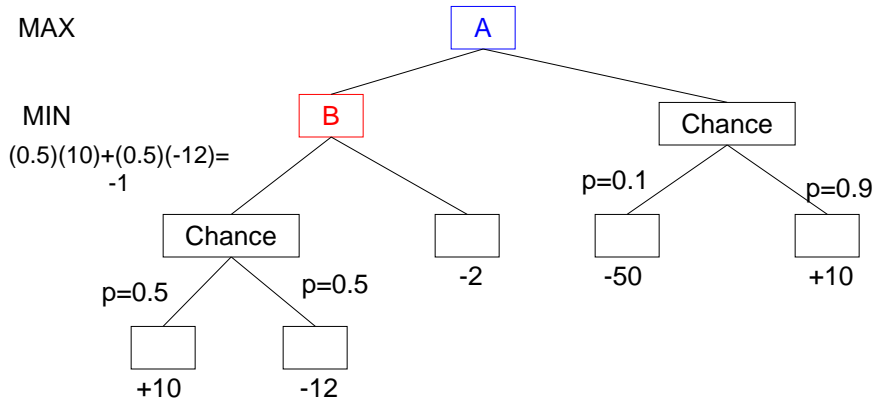 MAX
A
MIN
B
Chance
(0.5)(10)+(0.5)(-12)=
-1
p=0.1
p=0.9
Chance
-2
-50
+10
p=0.5
p=0.5
+10
-12